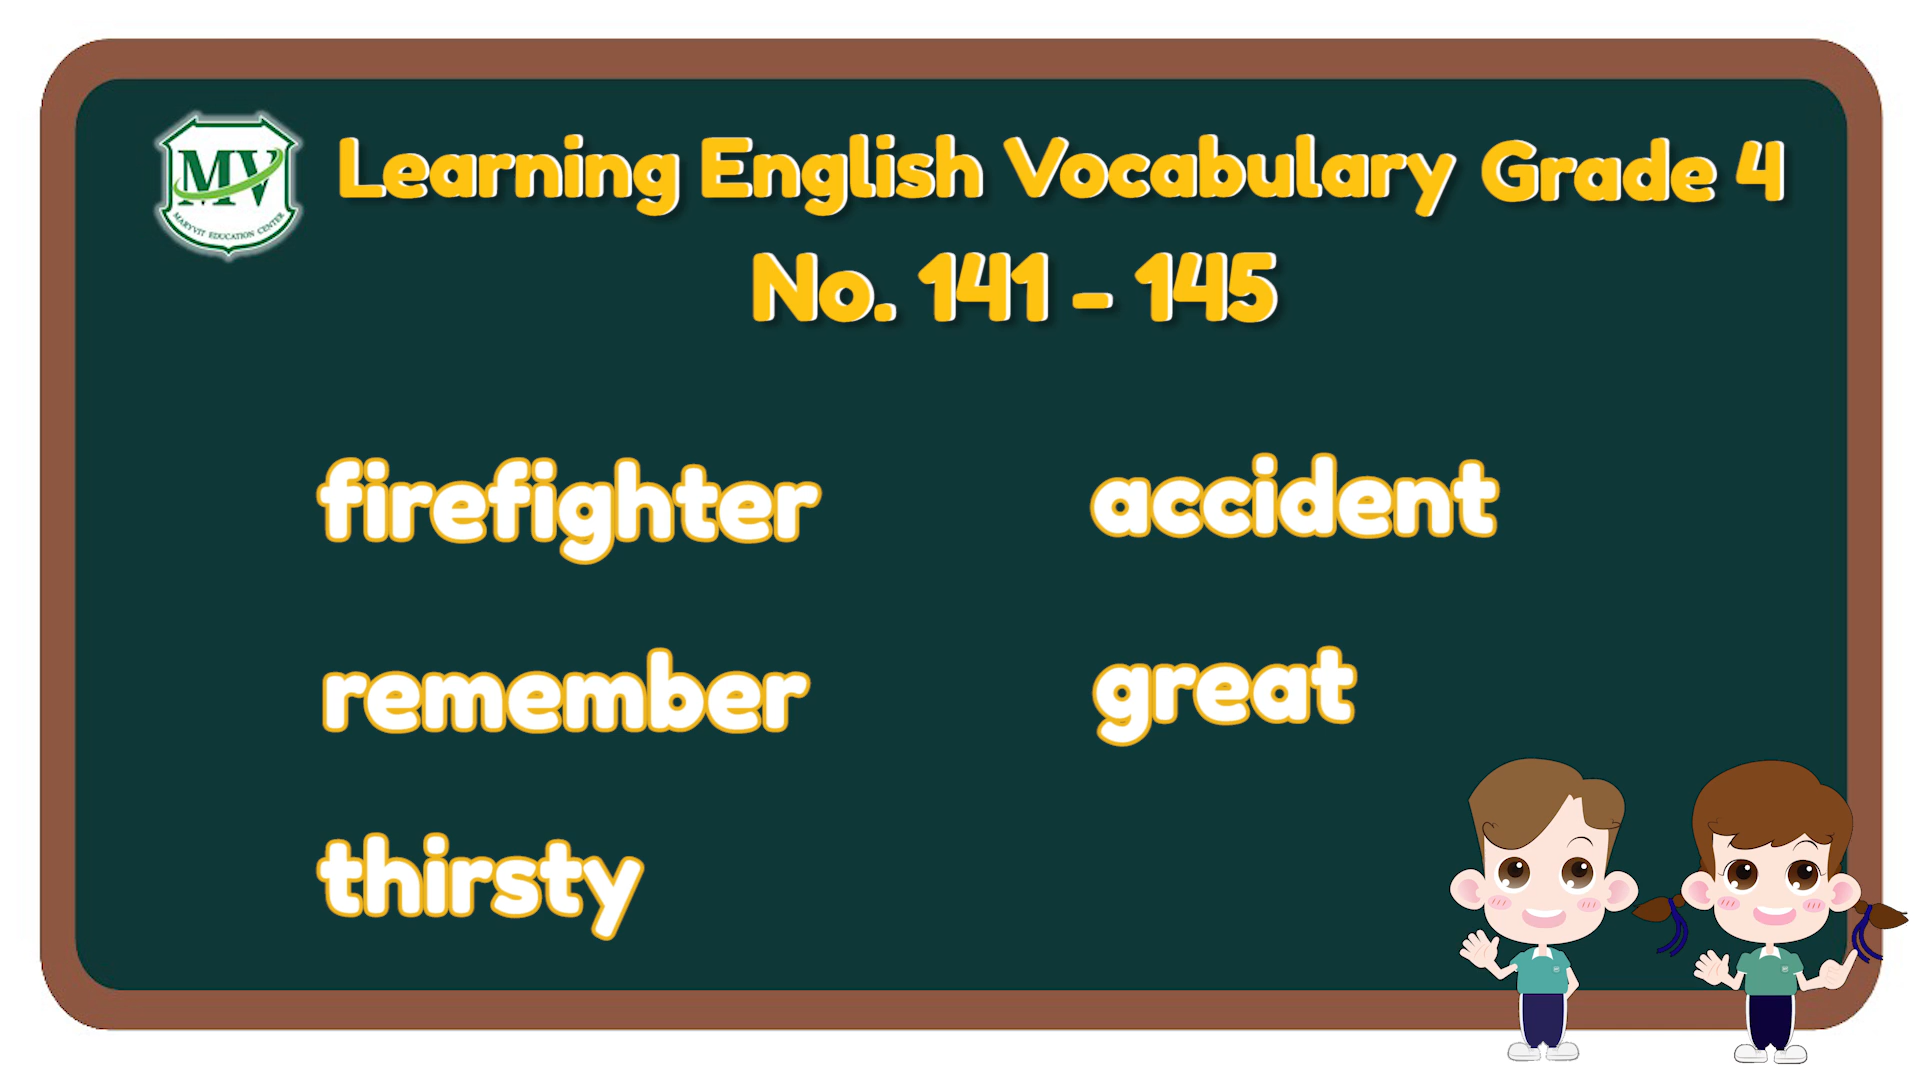 MV
MARYVIT EDUCATION CENTER
Learning English Vocabulary Grade 4
No. 141 - 145
firefighter
remember
thirsty
accident
great